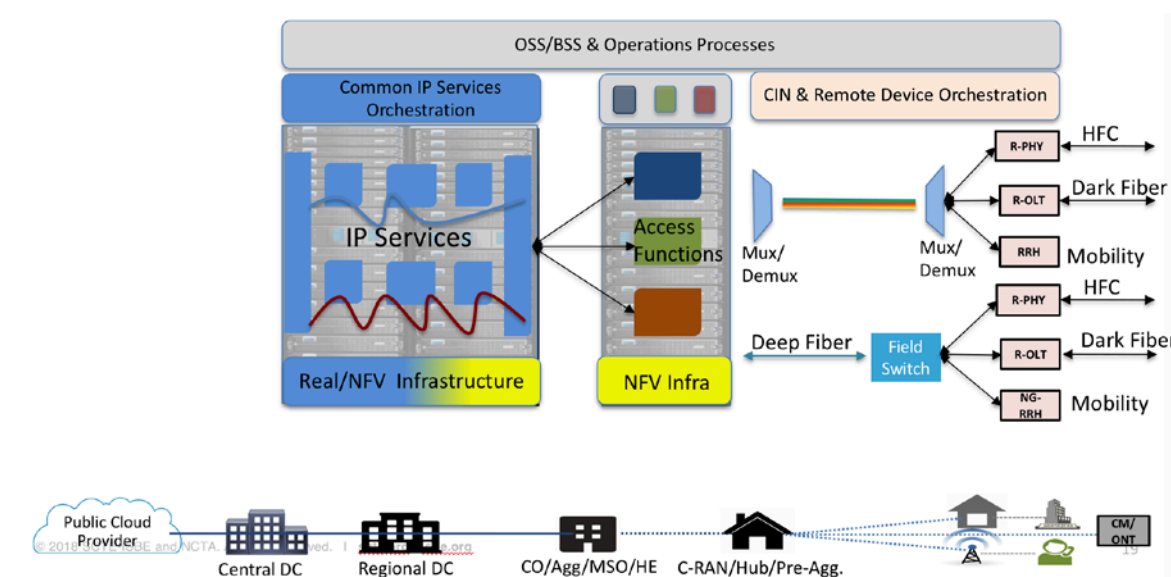 OSS/BSS & Operations Processes
Common IP Services
Orchestration
CIN & Remote Device Orchestration
IP Services
Access
Functions
Mux/
Demux
Mux/
Demux
R-PHY
HFC
R-OLT
Dark Fiber
RRH
Mobility
R-PHY
HFC
Deep Fiber
Field
Switch
R-OLT
Dark Fiber
NG-
RRH
Mobility
Real/NFV Infrastructure
NFV Infra
Public Cloud
Provider
Central DC
Regional DC
CO/Agg/MSO/HE
C-RAN/Hub/Pre-Agg.
CM/
ONT
© 2018 and NCTA.
19